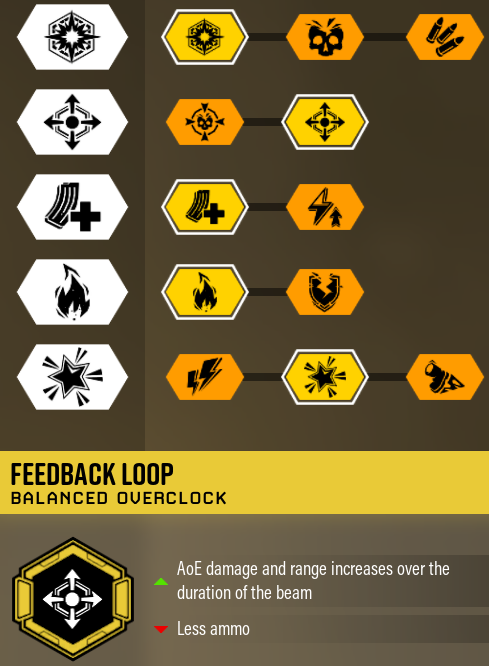 FEEDBACK LOOP
BALANCED OVERCLOCK
AoE damage and range increases over the
duration of the beam
Less ammo